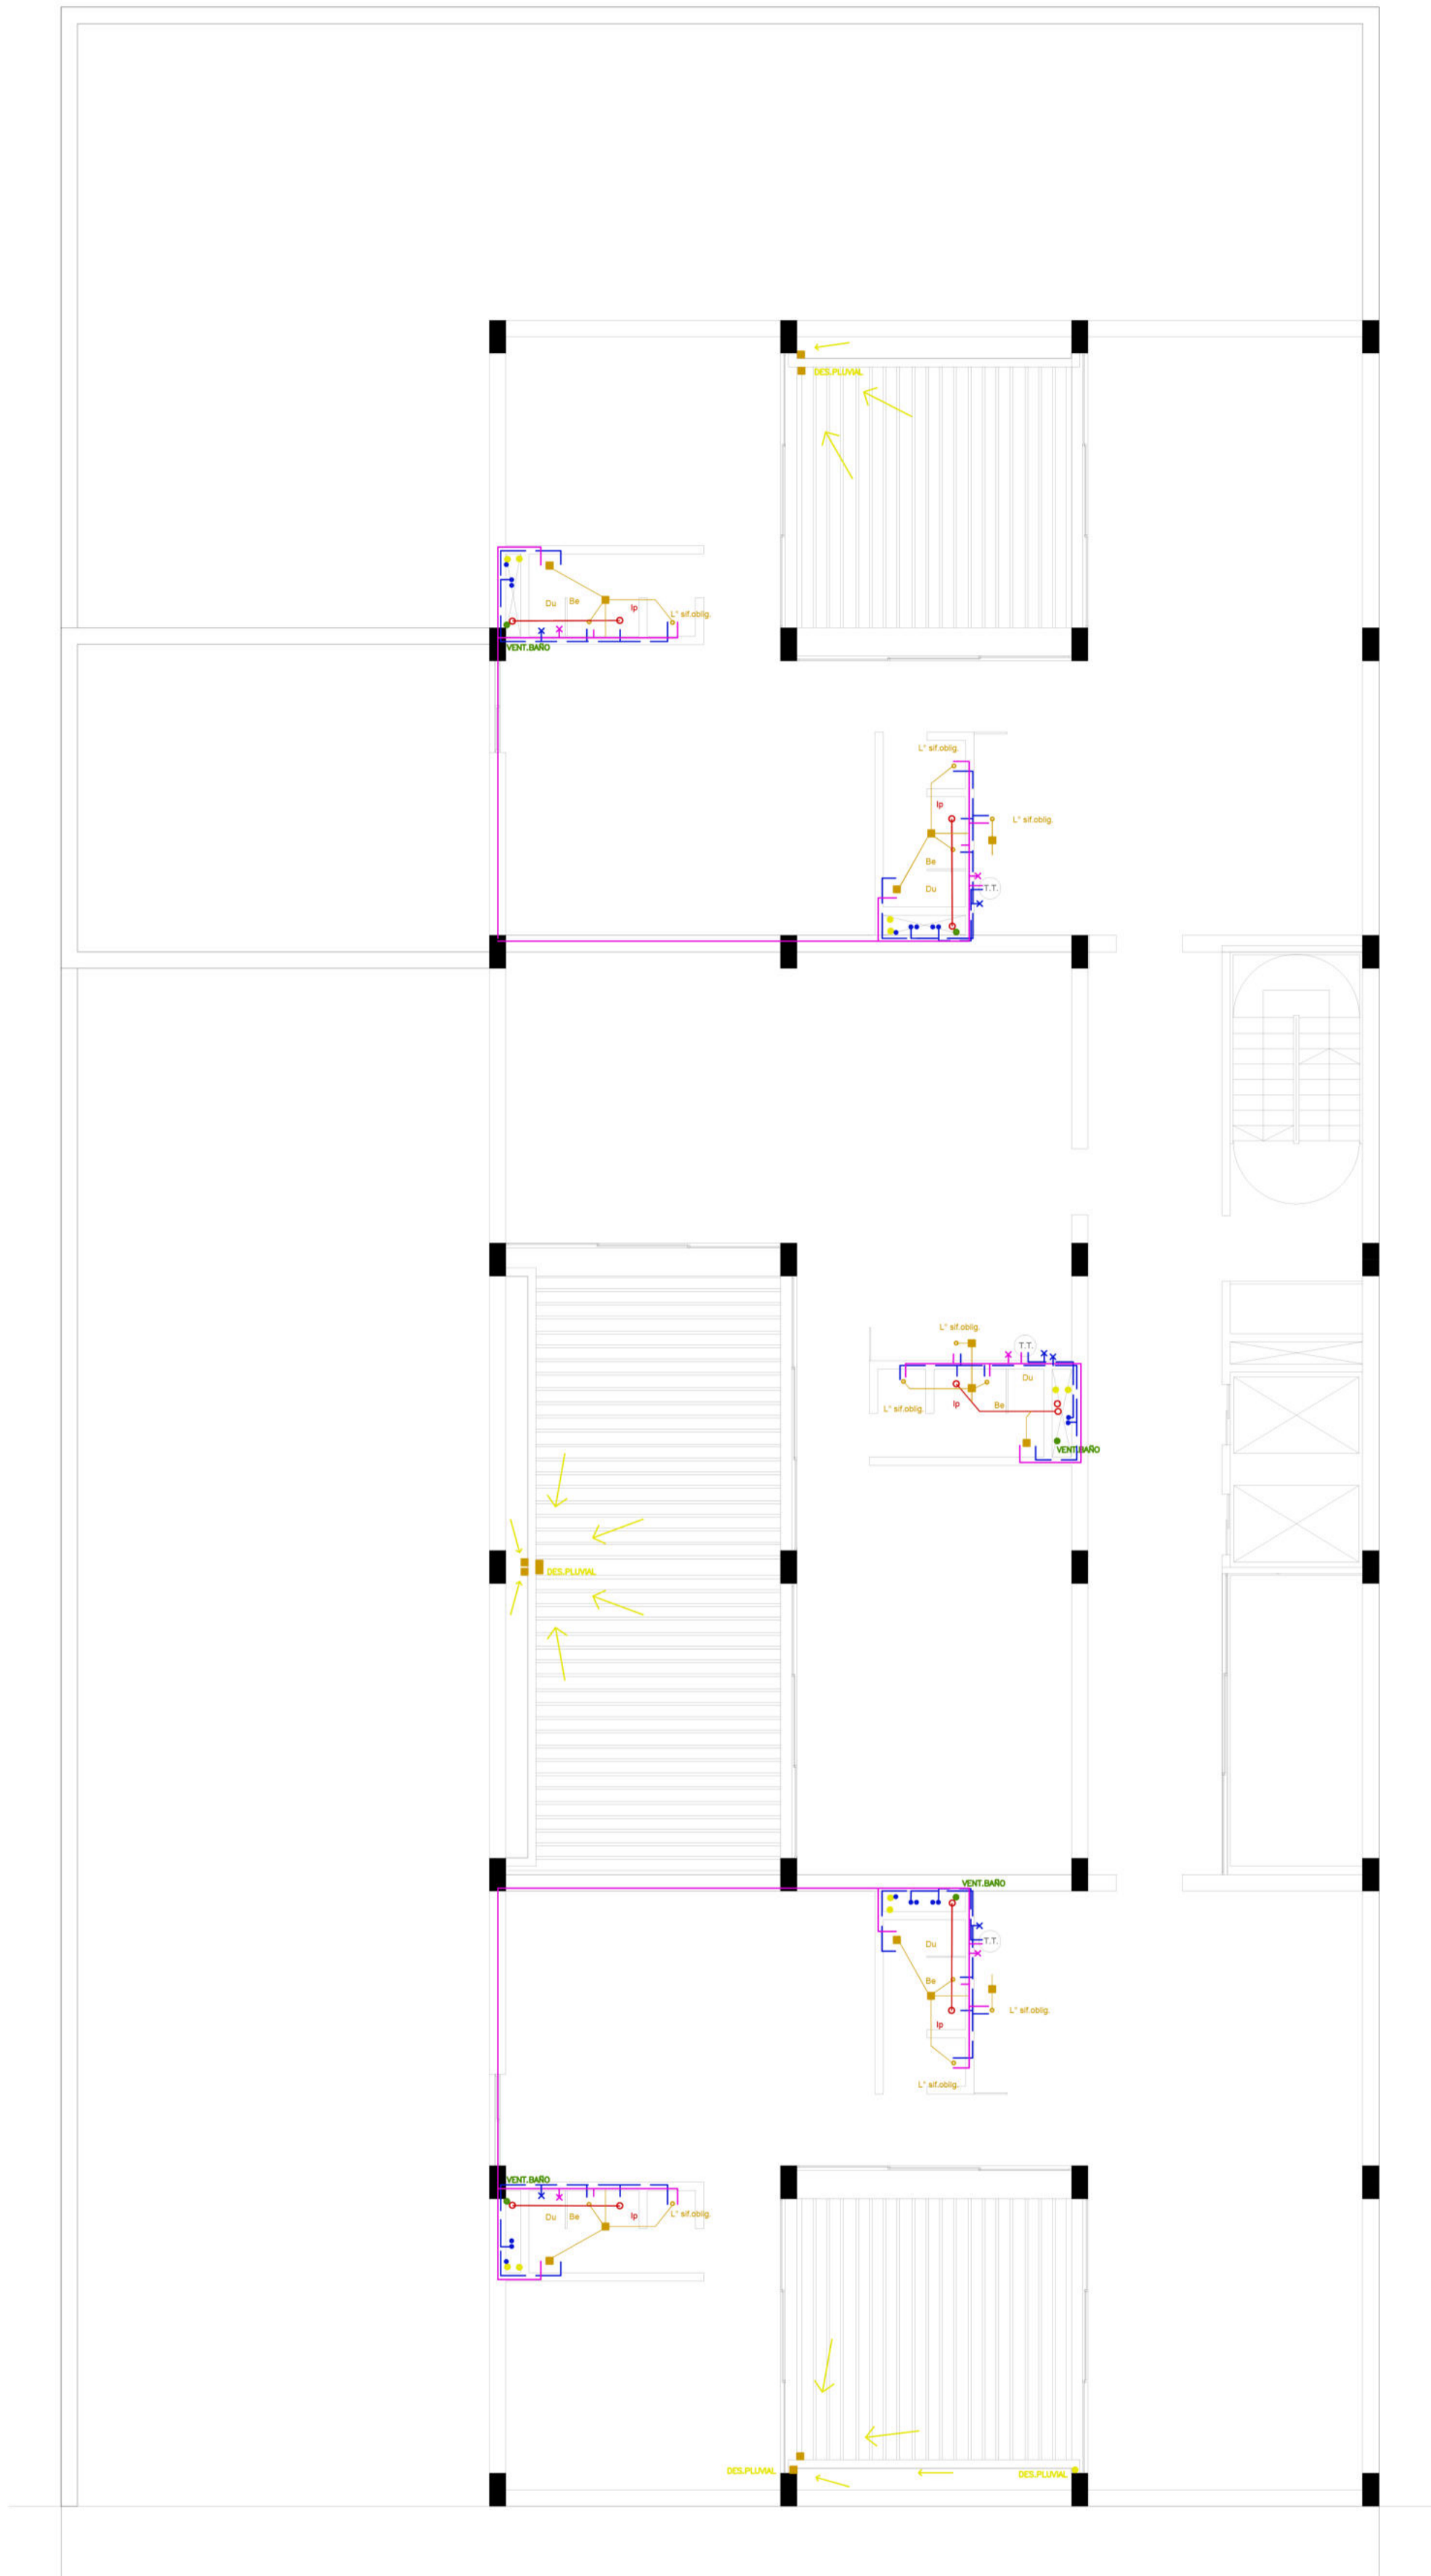 DES.PLUVIAL
Du
Be
Ip
L° sif.oblig.
VENT.BAÑO
L° sif.oblig.
Ip
L° sif.oblig.
Be
Du
T.T.
L° sif.oblig.
T.T.
Du
L° sif.oblig.
Ip
Be
VENT.BAÑO
DES.PLUVIAL
VENT.BAÑO
Du
T.T.
Be
L° sif.oblig.
Ip
L° sif.oblig.
VENT.BAÑO
Du
Be
Ip
L° sif.oblig.
DES.PLUVIAL
DES.PLUVIAL